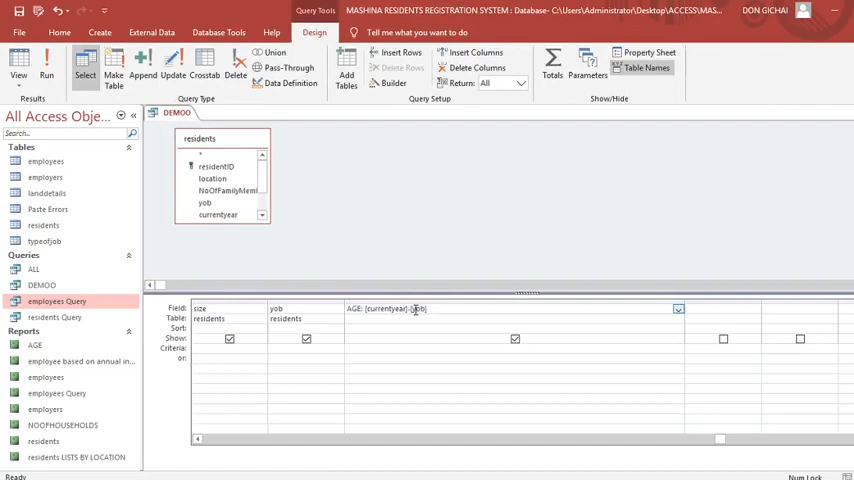 Query Tools
MASHINA RESIDENTS REGISTRATION SYSTEM : Database- C:\Users\Administrator\Desktop\ACCESS\MAS...
DON GICHAI
File
Home
Create
External Data
Database Tools
Help
Design
Tell me what you want to do
View
Run
Select
Make Table
Append
Update
Crosstab
Delete
Union
Pass-Through
Data Definition
Add Tables
Insert Rows
Delete Rows
Builder
Insert Columns
Delete Columns
Return: All
Totals
Parameters
Property Sheet
Table Names
Results
Query Type
Query Setup
Show/Hide
All Access Obje...
Search...
Tables
employees
employers
landdetails
Paste Errors
residents
typeofjob
Queries
ALL
DEMOO
employees Query
residents Query
Reports
AGE
employee based on annual in...
employees
employees Query
employers
NOOFHOUSEHOLDS
residents
residents LISTS BY LOCATION
DEMOO
residents
*
residentID
location
NoOfFamilyMem
yob
currentyear
Field: size yob AGE: [currentyear]-[yob]
Table: residents residents
Sort:
Show:
Criteria:
or:
Ready
Num Lock